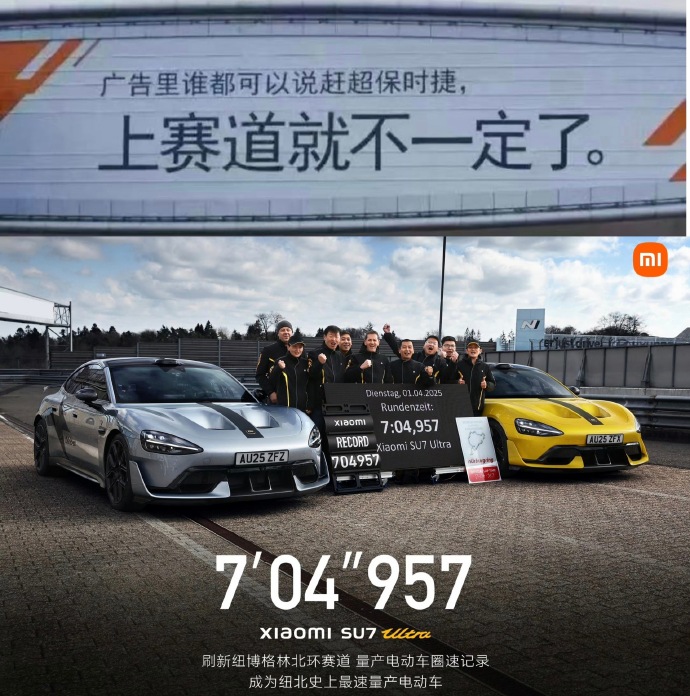 广告里谁都可以说赶超保时捷，
上赛道就不一定了。
mi
Dienstag, 01.04.2025
Rundenzeit:
7:04,957
Xiaomi SU7 Ultra
xiaomi
RECORD
704957
AU25 ZFZ
AU25 ZFX
nürburgring
7′04″957
xiaomi SU7 Ultra
刷新纽博格林北环赛道 量产电动车圈速记录
成为纽北史上最速量产电动车